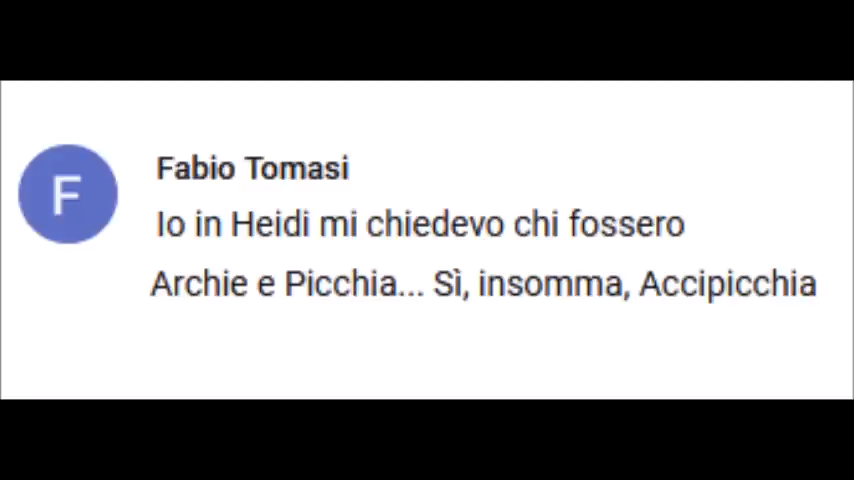 F
Fabio Tomasi
Io in Heidi mi chiedevo chi fossero
Archie e Picchia... Sì, insomma, Accipicchia